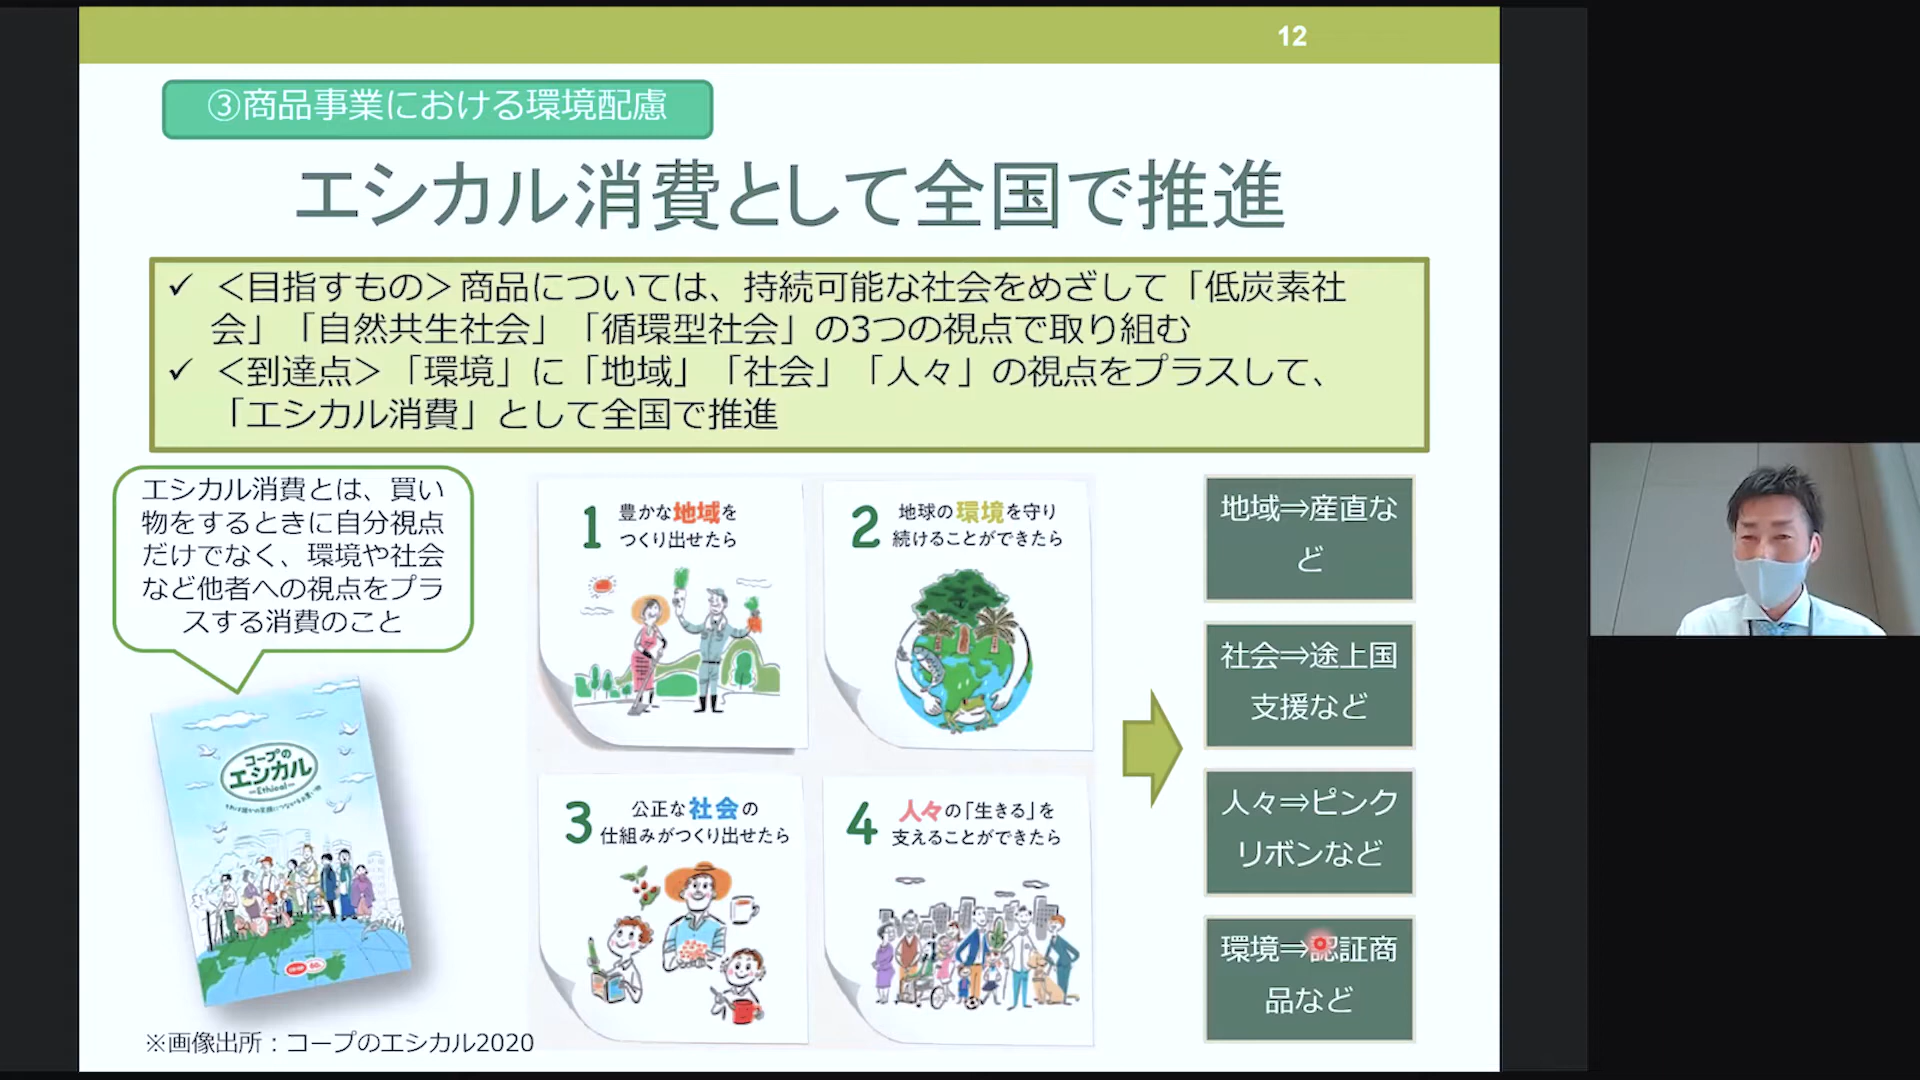 12
③商品事業における環境配慮
エシカル消費として全国で推進
✓ ＜目指すもの＞商品については、持続可能な社会をめざして「低炭素社
会」「自然共生社会」「循環型社会」の3つの視点で取り組む
✓ ＜到達点＞「環境」に「地域」「社会」「人々」の視点をプラスして、
「エシカル消費」として全国で推進
エシカル消費とは、買い
物をするときに自分視点
だけでなく、環境や社会
など他者への視点をプラ
スする消費のこと
コープの
エシカル
-Ethical-
1 豊かな地域を
つくり出せたら
2 地球の環境を守り
続けることができたら
3 公正な社会の
仕組みがつくり出せたら
4 人々の「生きる」を
支えることができたら
地域⇒産直な
ど
社会⇒途上国
支援など
人々⇒ピンク
リボンなど
環境⇒認証商
品など
※画像出所：コープのエシカル2020